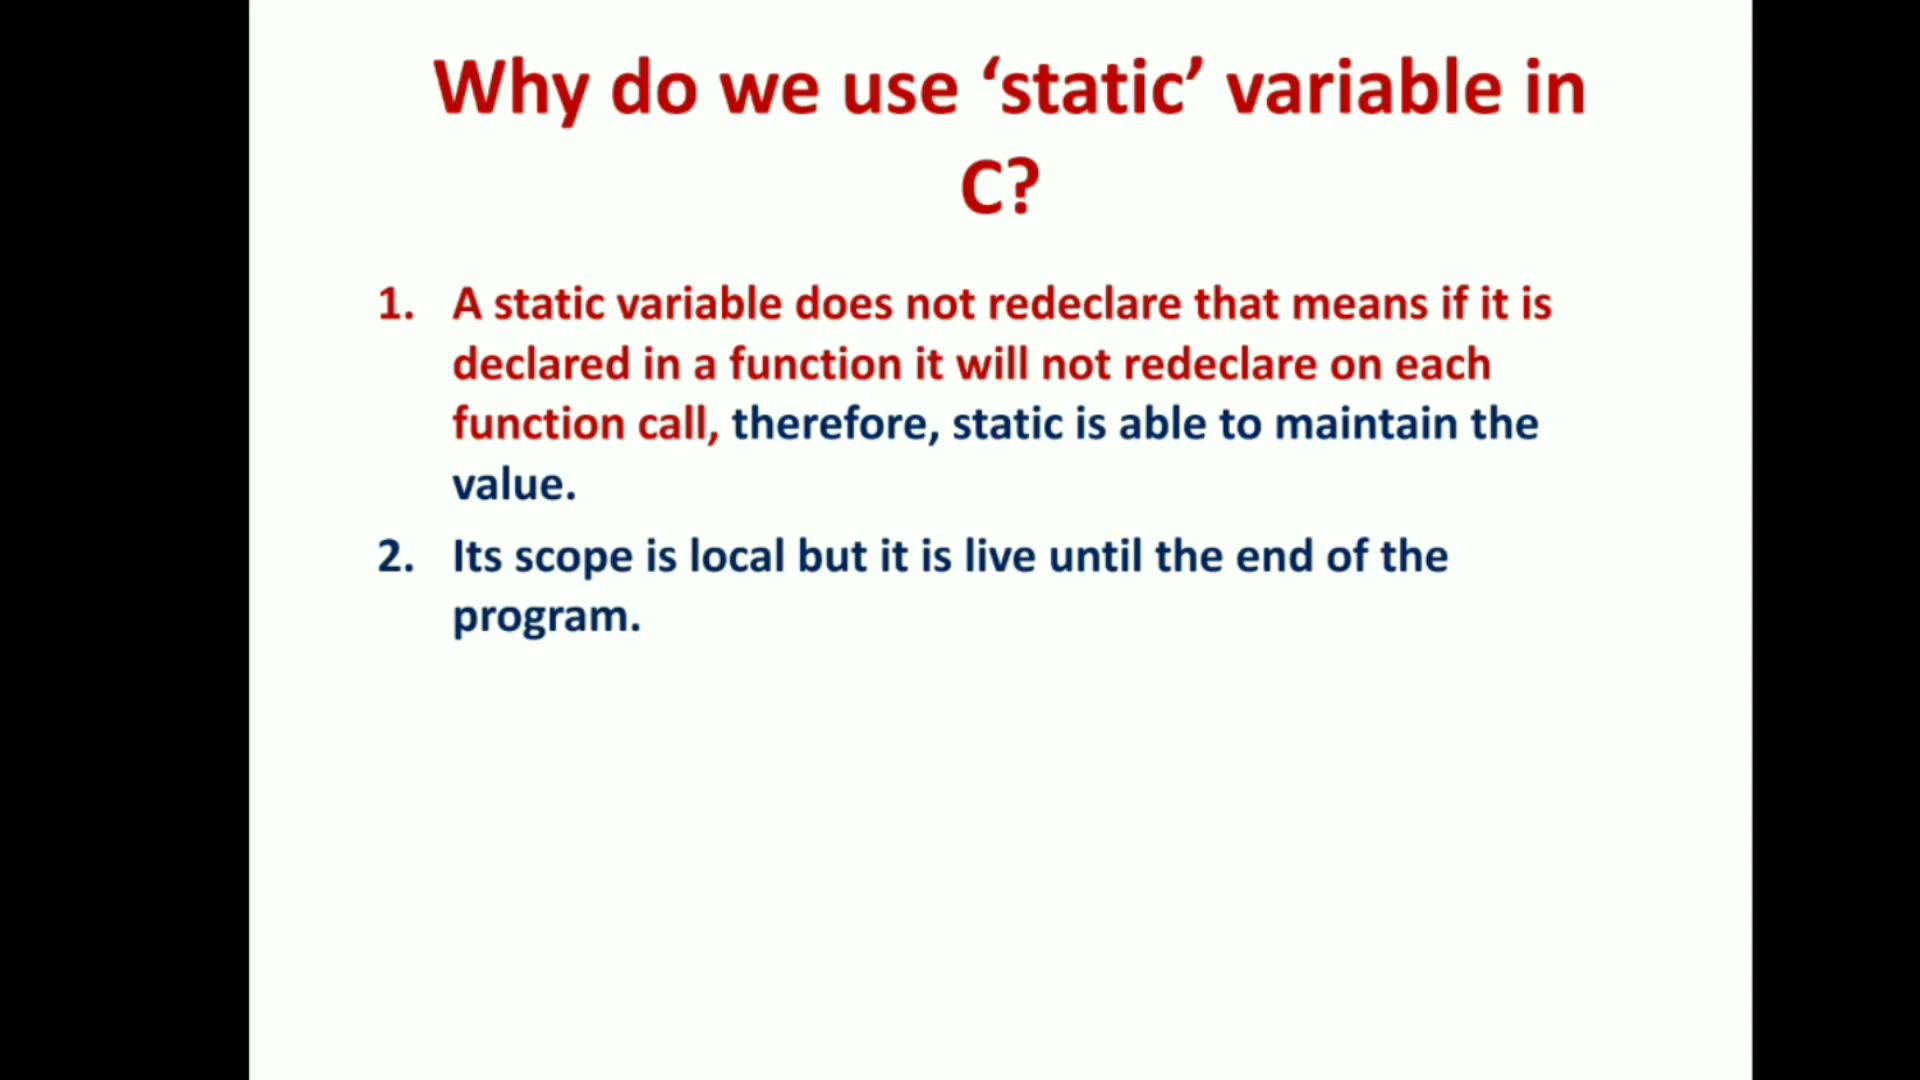 Why do we use ‘static’ variable in
C?
1. A static variable does not redeclare that means if it is
declared in a function it will not redeclare on each
function call, therefore, static is able to maintain the
value.
2. Its scope is local but it is live until the end of the
program.